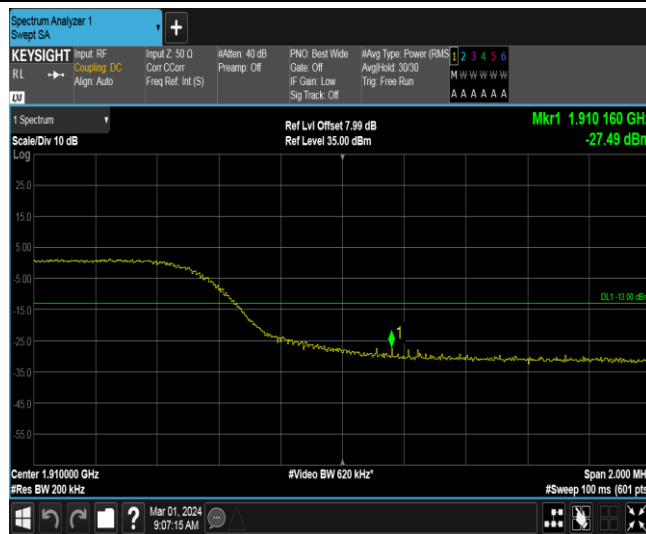 Spectrum Analyzer 1
Swept SA
+
KEYSIGHT Input: RF Input Z: 50 Ω #Atten: 40 dB PNO: Best Wide #Avg Type: Power (RMS 1 2 3 4 5 6
RL Coupling: DC Corr CCorr Preamp: Off Gate: Off Avg|Hold: 30/30 M W W W W W
Align: Auto Freq Ref: Int (S) IF Gain: Low Trig: Free Run
LXI Sig Track: Off A A A A A A
1 Spectrum Ref Lvl Offset 7.99 dB Mkr1 1.910 160 GHz
Scale/Div 10 dB Ref Level 35.00 dBm -27.49 dBm
Log
25.0
15.0
5.00
-5.00
DL1 -13.00 dBm
-15.0
1
-25.0
-35.0
-45.0
-55.0
Center 1.910000 GHz #Video BW 620 kHz* Span 2.000 MH
#Res BW 200 kHz #Sweep 100 ms (601 pts
? Mar 01, 2024
9:07:15 AM